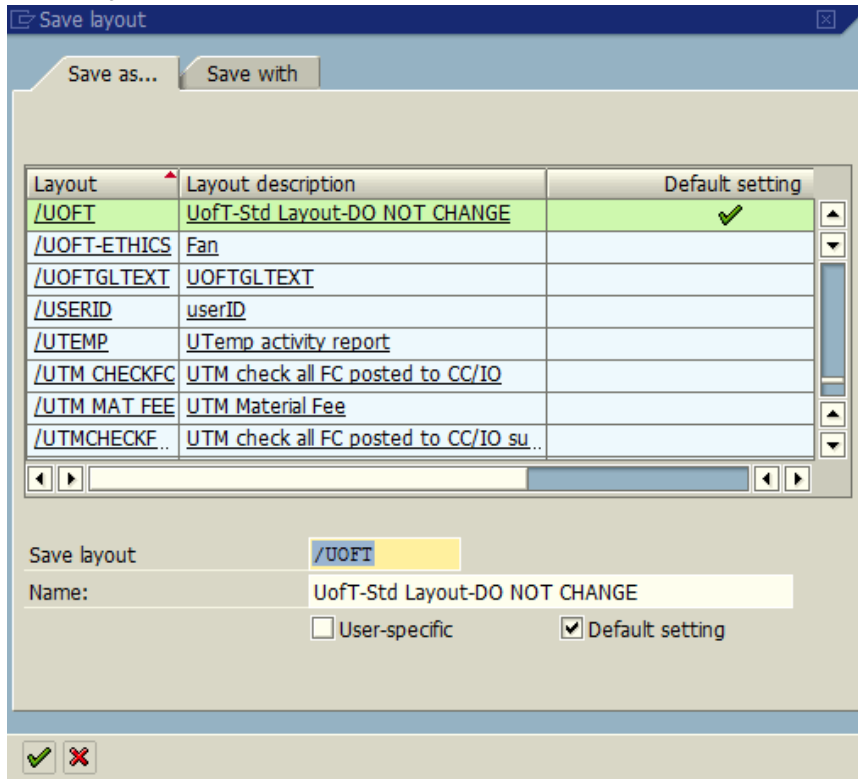 Save layout
Save as... Save with
Layout Layout description Default setting
/UOFT UofT-Std Layout-DO NOT CHANGE
/UOFT-ETHICS Fan
/UOFTGLTEXT UOFTGLTEXT
/USERID userID
/UTEMP UTemp activity report
/UTM CHECKFC UTM check all FC posted to CC/IO
/UTM MAT FEE UTM Material Fee
/UTMCHECKF.. UTM check all FC posted to CC/IO su..
Save layout /UOFT
Name: UofT-Std Layout-DO NOT CHANGE
User-specific Default setting